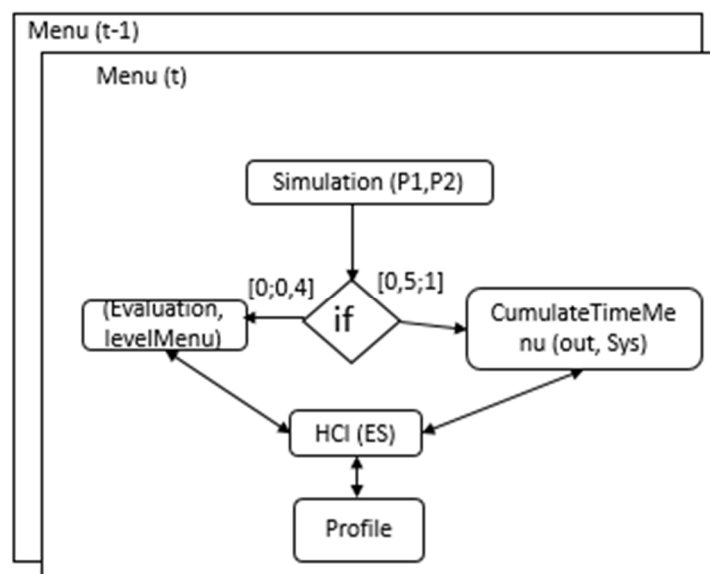 Menu (t-1)
Menu (t)
Simulation (P1,P2)
[0;0,4]
[0,5;1]
if
(Evaluation,
levelMenu)
CumulateTimeMe
nu (out, Sys)
HCI (ES)
Profile